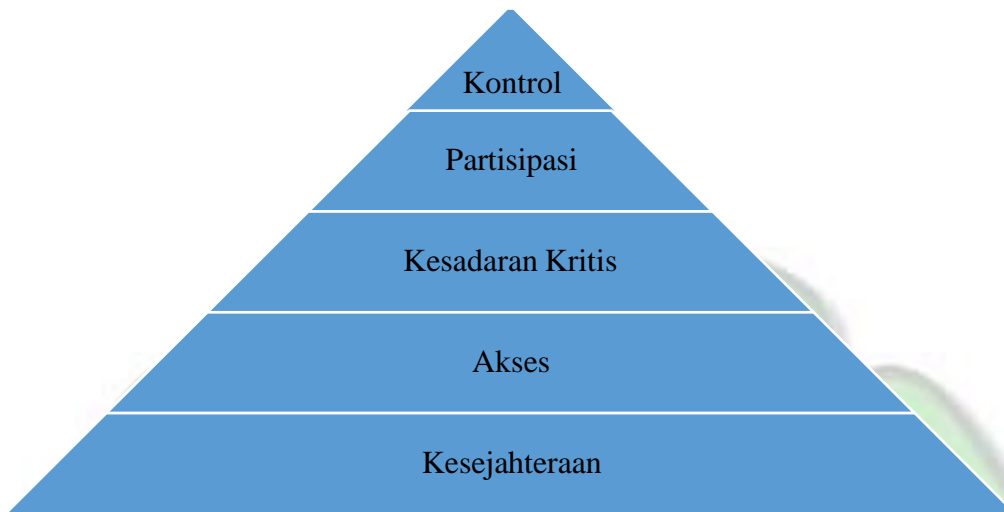 Kontrol
Partisipasi
Kesadaran Kritis
Akses
Kesejahteraan